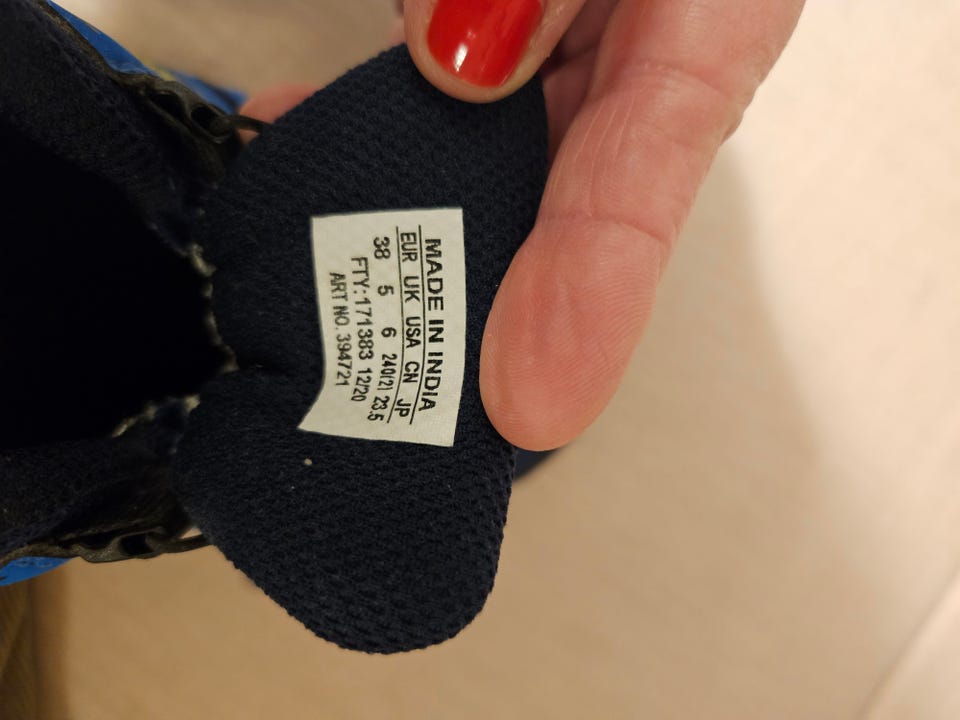 MADE IN INDIA
EUR UK USA CN JP
38 5 6 240(2) 23.5
FTY:171383 12/20
ART NO. 394721